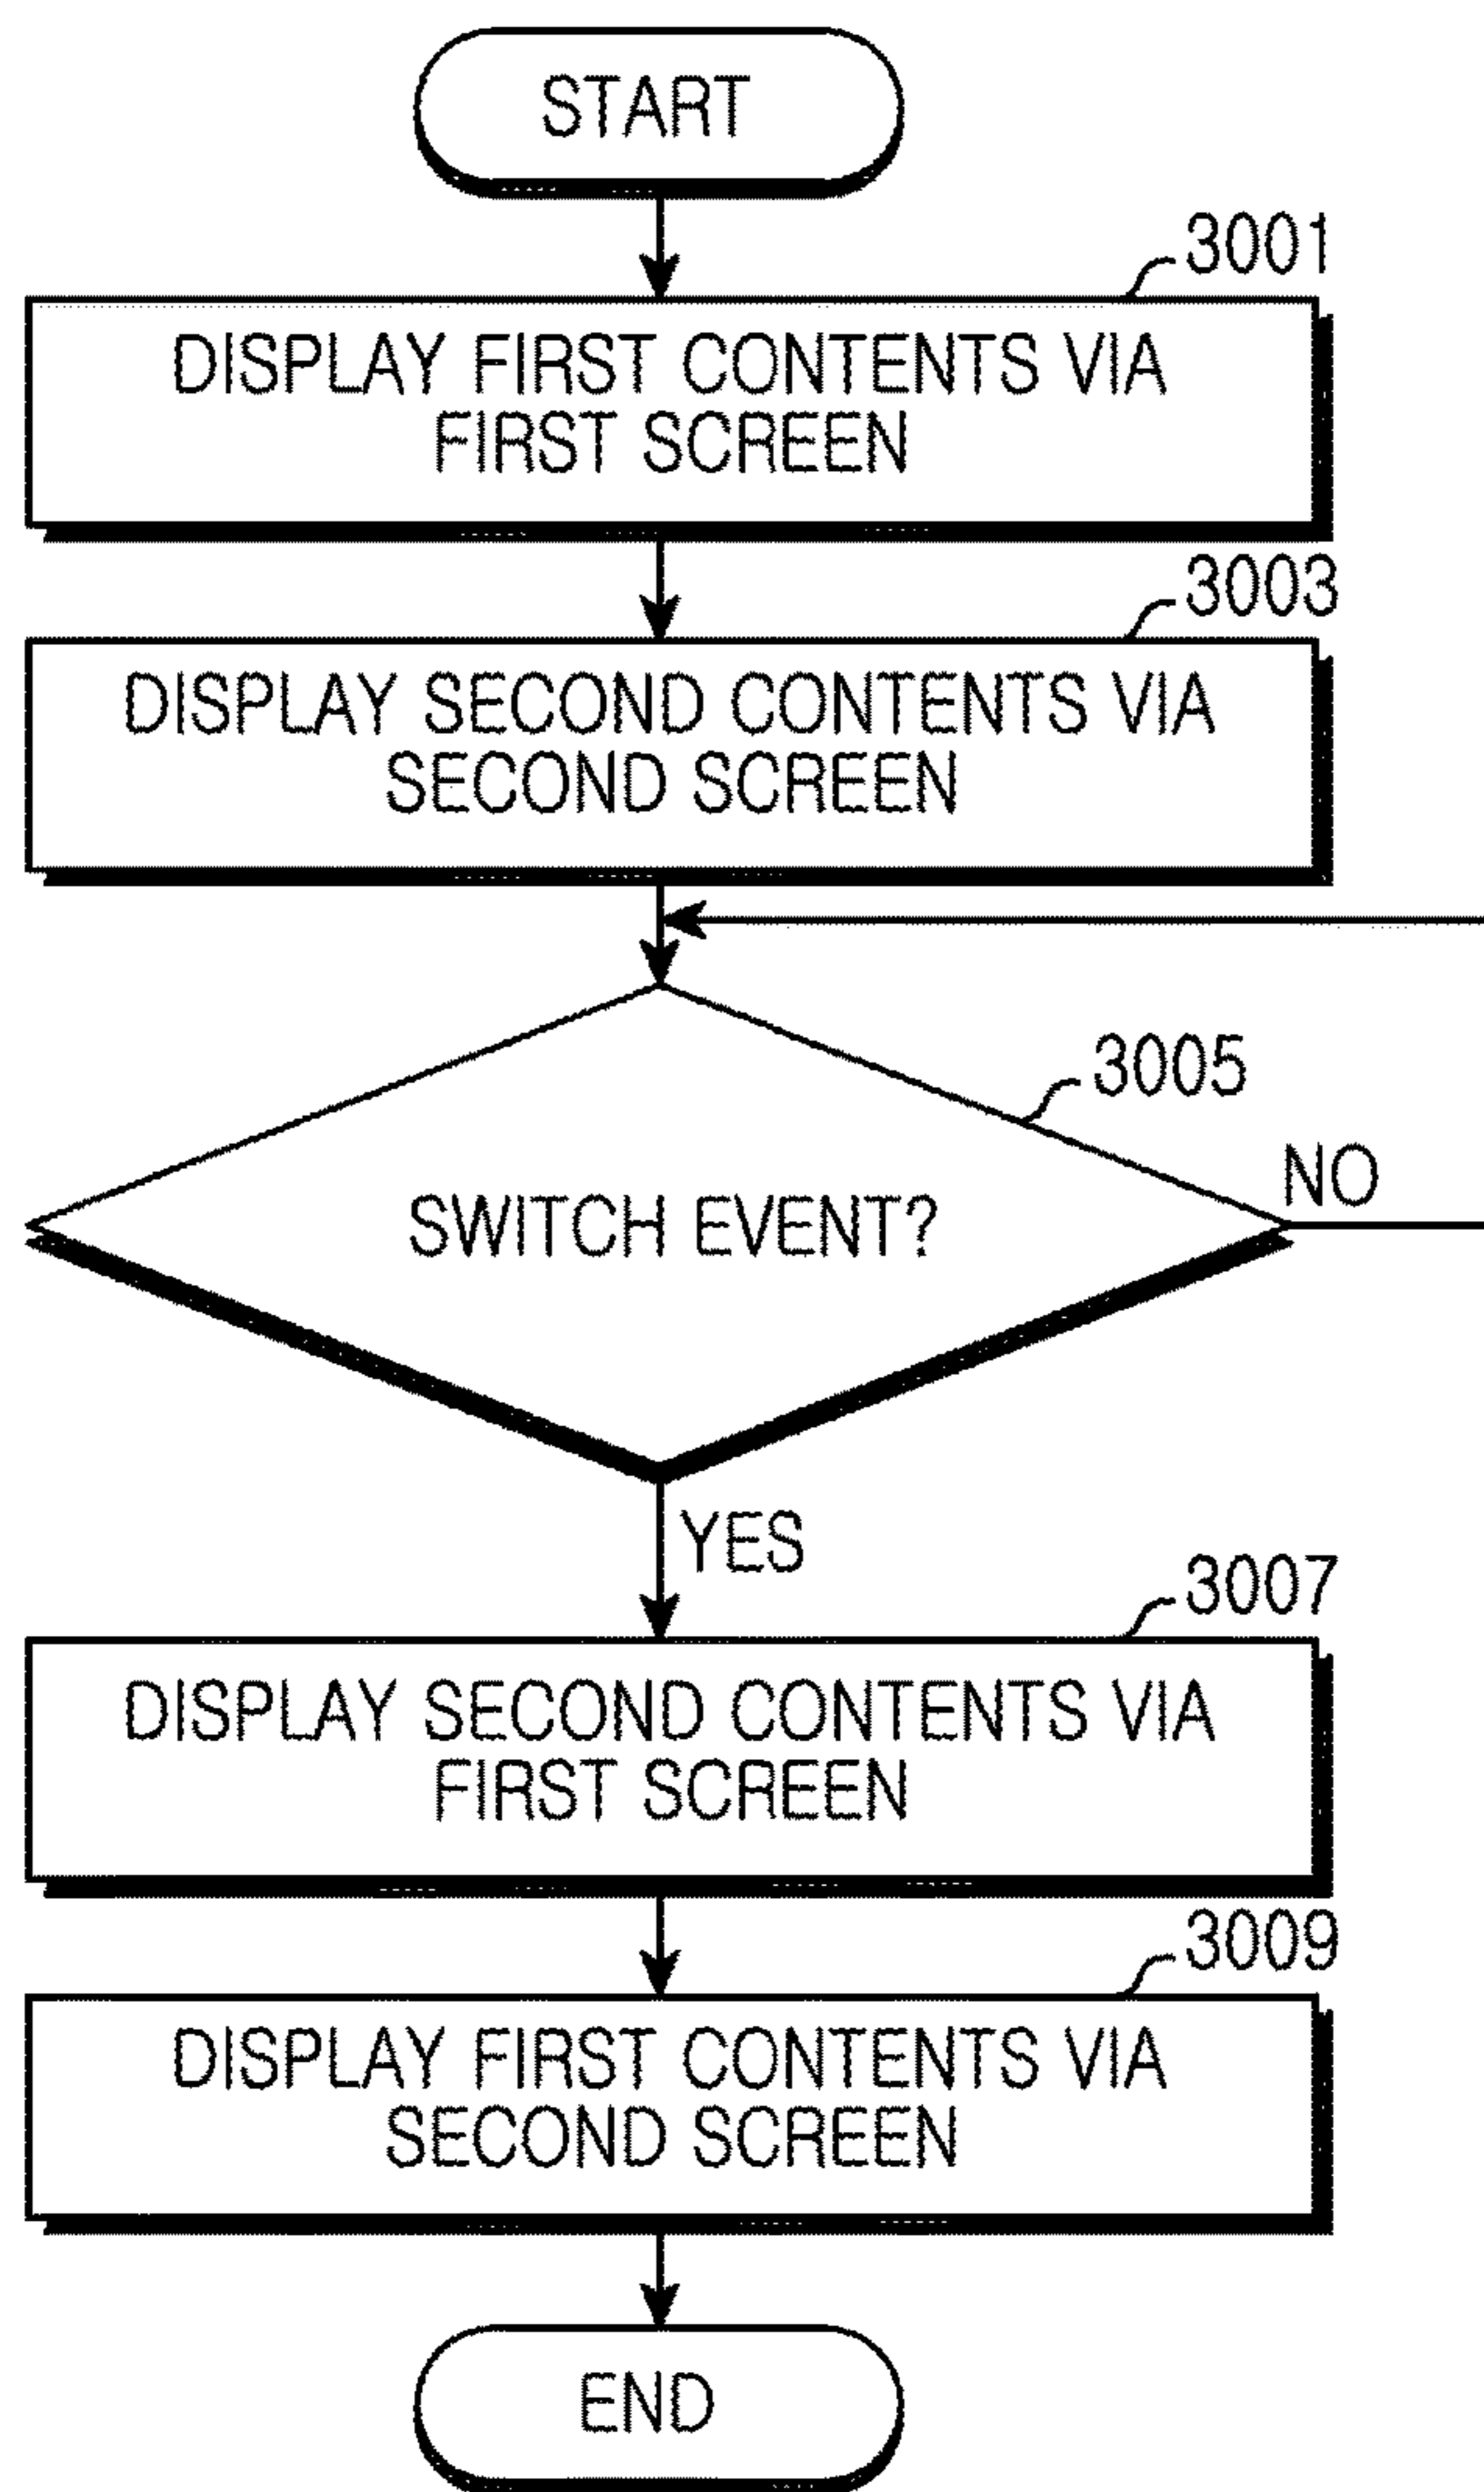 START
3001
DISPLAY FIRST CONTENTS VIA
FIRST SCREEN
3003
DISPLAY SECOND CONTENTS VIA
SECOND SCREEN
3005
SWITCH EVENT?
NO
YES
3007
DISPLAY SECOND CONTENTS VIA
FIRST SCREEN
3009
DISPLAY FIRST CONTENTS VIA
SECOND SCREEN
END